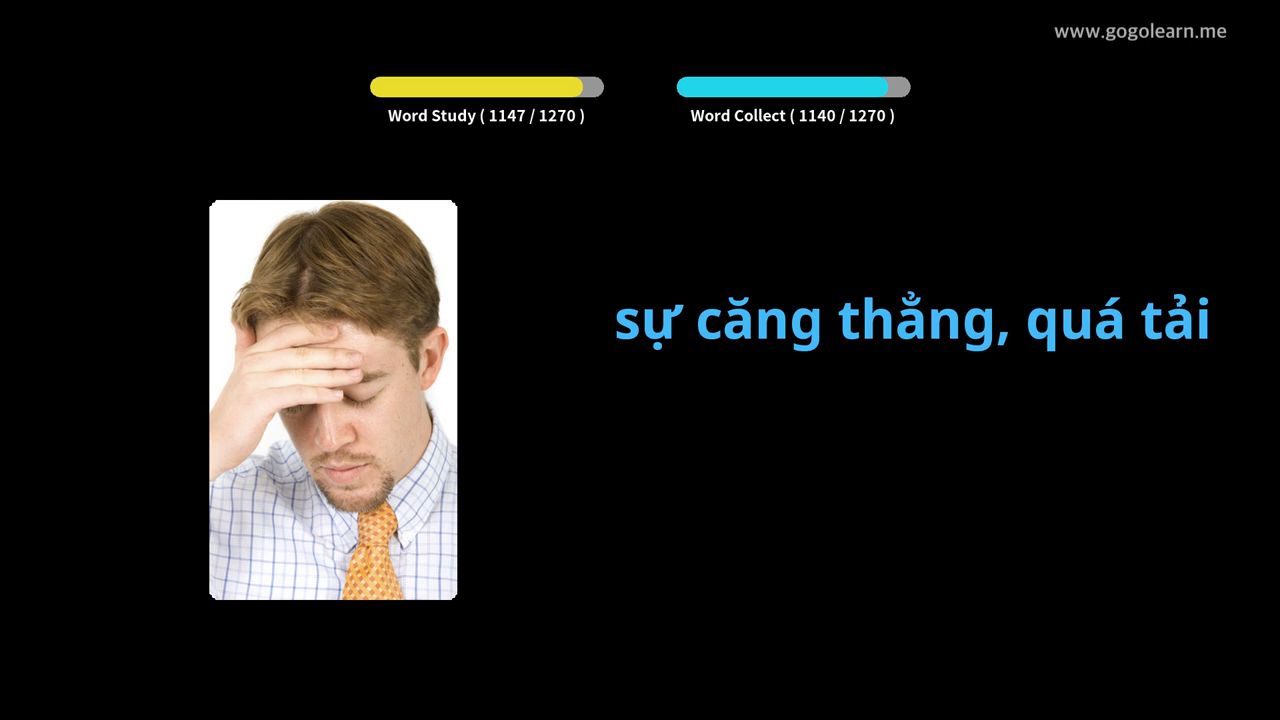 www.gogolearn.me
Word Study ( 1147 / 1270 )
Word Collect ( 1140 / 1270 )
sự căng thẳng, quá tải